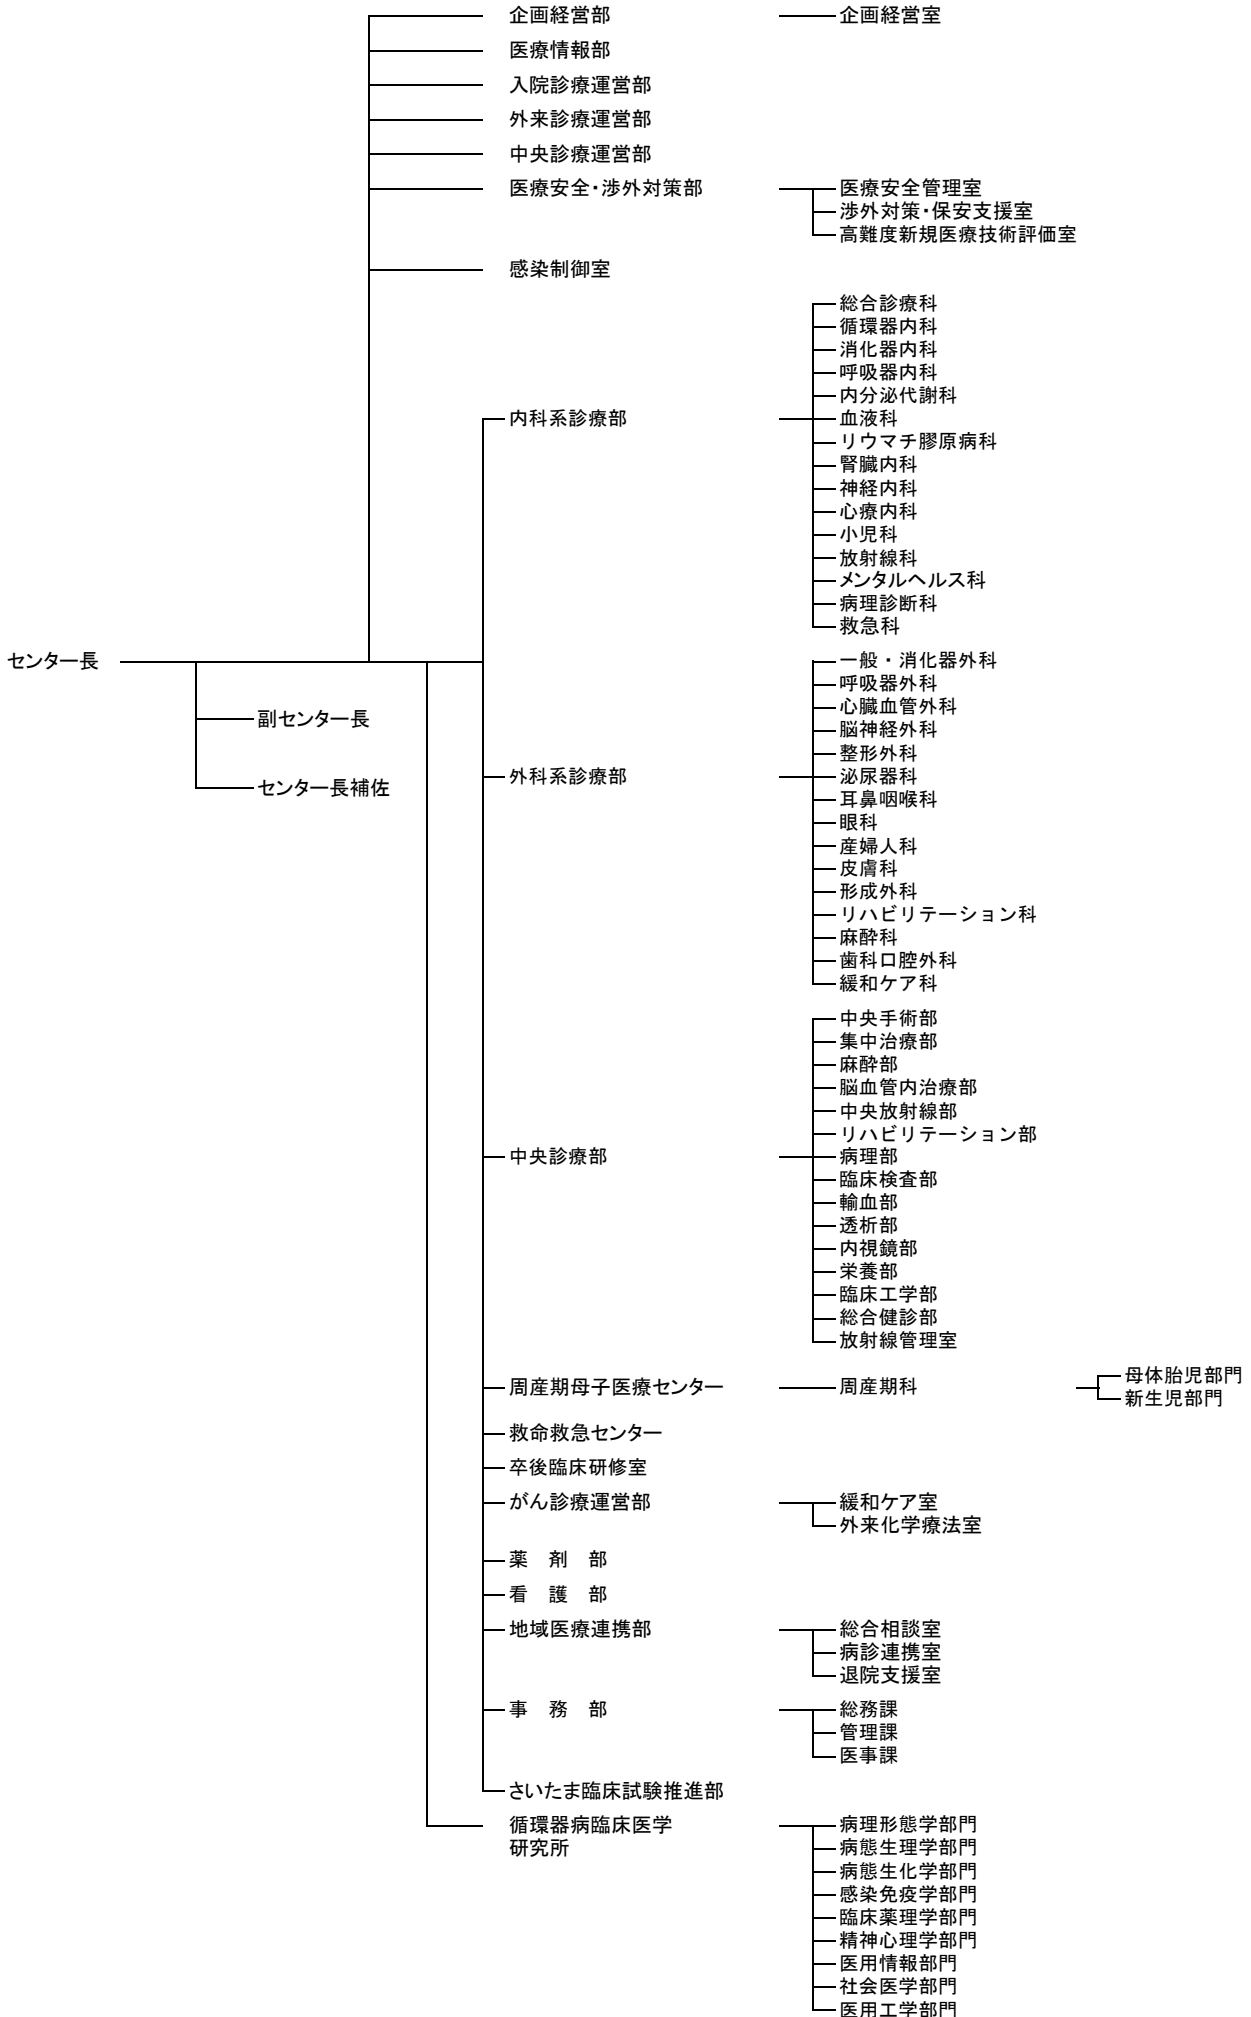 企画経営部
企画経営室
医療情報部
入院診療運営部
外来診療運営部
中央診療運営部
医療安全・渉外対策部
医療安全管理室
渉外対策・保安支援室
高難度新規医療技術評価室
感染制御室
内科系診療部
総合診療科
循環器内科
消化器内科
呼吸器内科
内分泌代謝科
血液科
リウマチ膠原病科
腎臓内科
神経内科
心療内科
小児科
放射線科
メンタルヘルス科
病理診断科
救急科
センター長
副センター長
センター長補佐
外科系診療部
一般・消化器外科
呼吸器外科
心臓血管外科
脳神経外科
整形外科
泌尿器科
耳鼻咽喉科
眼科
産婦人科
皮膚科
形成外科
リハビリテーション科
麻酔科
歯科口腔外科
緩和ケア科
中央診療部
中央手術部
集中治療部
麻酔部
脳血管内治療部
中央放射線部
リハビリテーション部
病理部
臨床検査部
輸血部
透析部
内視鏡部
栄養部
臨床工学部
総合健診部
放射線管理室
周産期母子医療センター
周産期科
母体胎児部門
新生児部門
救命救急センター
卒後臨床研修室
がん診療運営部
緩和ケア室
外来化学療法室
薬　剤　部
看　護　部
地域医療連携部
総合相談室
病診連携室
退院支援室
事　務　部
総務課
管理課
医事課
さいたま臨床試験推進部
循環器病臨床医学
研究所
病理形態学部門
病態生理学部門
病態生化学部門
感染免疫学部門
臨床薬理学部門
精神心理学部門
医用情報部門
社会医学部門
医用工学部門